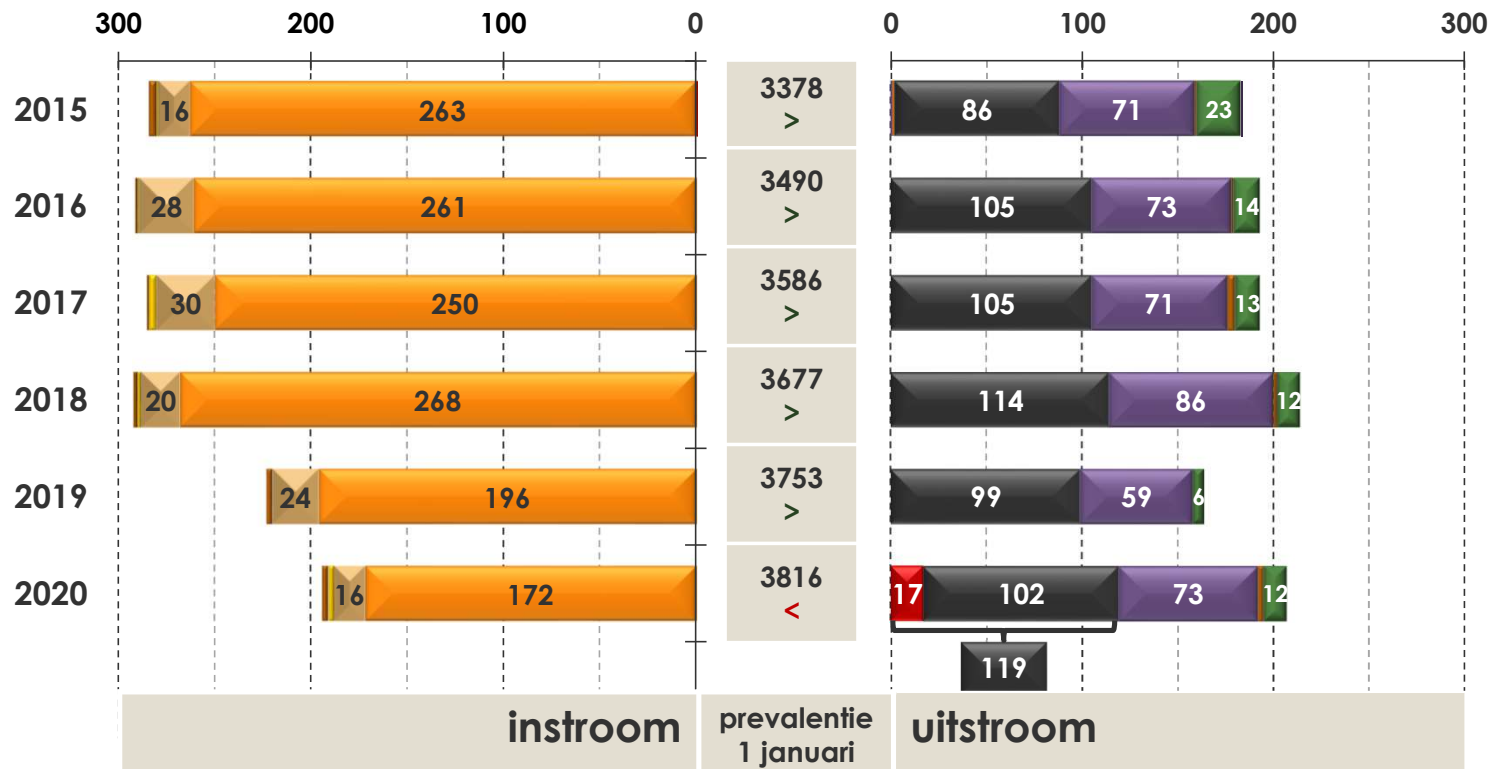 300 200 100 0 0 100 200 300
2015 16 263 3378 > 86 71 23
2016 28 261 3490 > 105 73 14
2017 30 250 3586 > 105 71 13
2018 20 268 3677 > 114 86 12
2019 24 196 3753 > 99 59 6
2020 16 172 3816 < 17 102 73 12
119
instroom prevalentie uitstroom
1 januari